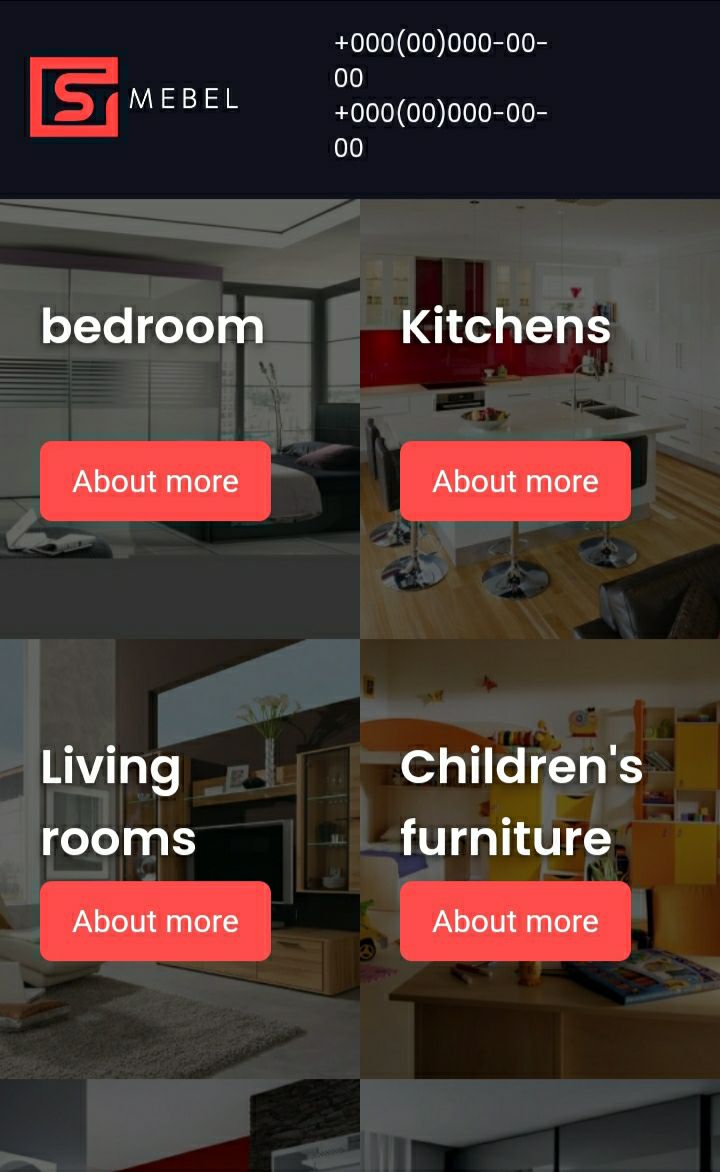 ST MEBEL
+000(00)000-00-
00
+000(00)000-00-
00
bedroom
Kitchens
About more
About more
Living
rooms
Children's
furniture
About more
About more